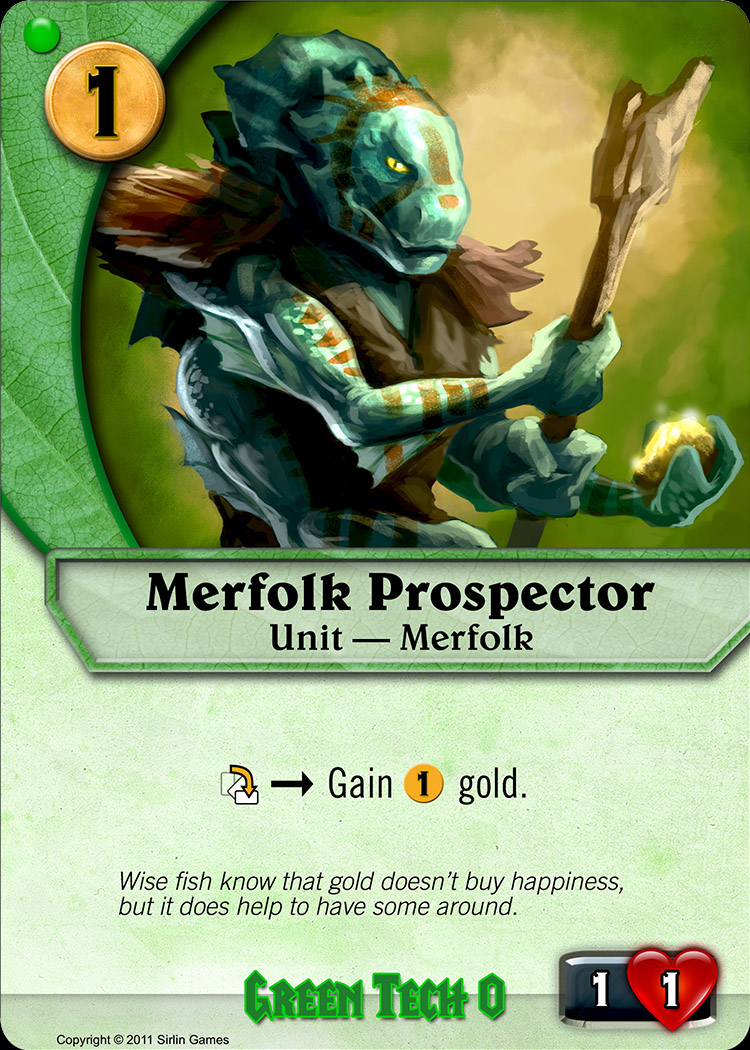 1
Merfolk Prospector
Unit — Merfolk
→ Gain 1 gold.
Wise fish know that gold doesn't buy happiness,
but it does help to have some around.
1 1
Green Tech 0
Copyright © 2011 Sirlin Games